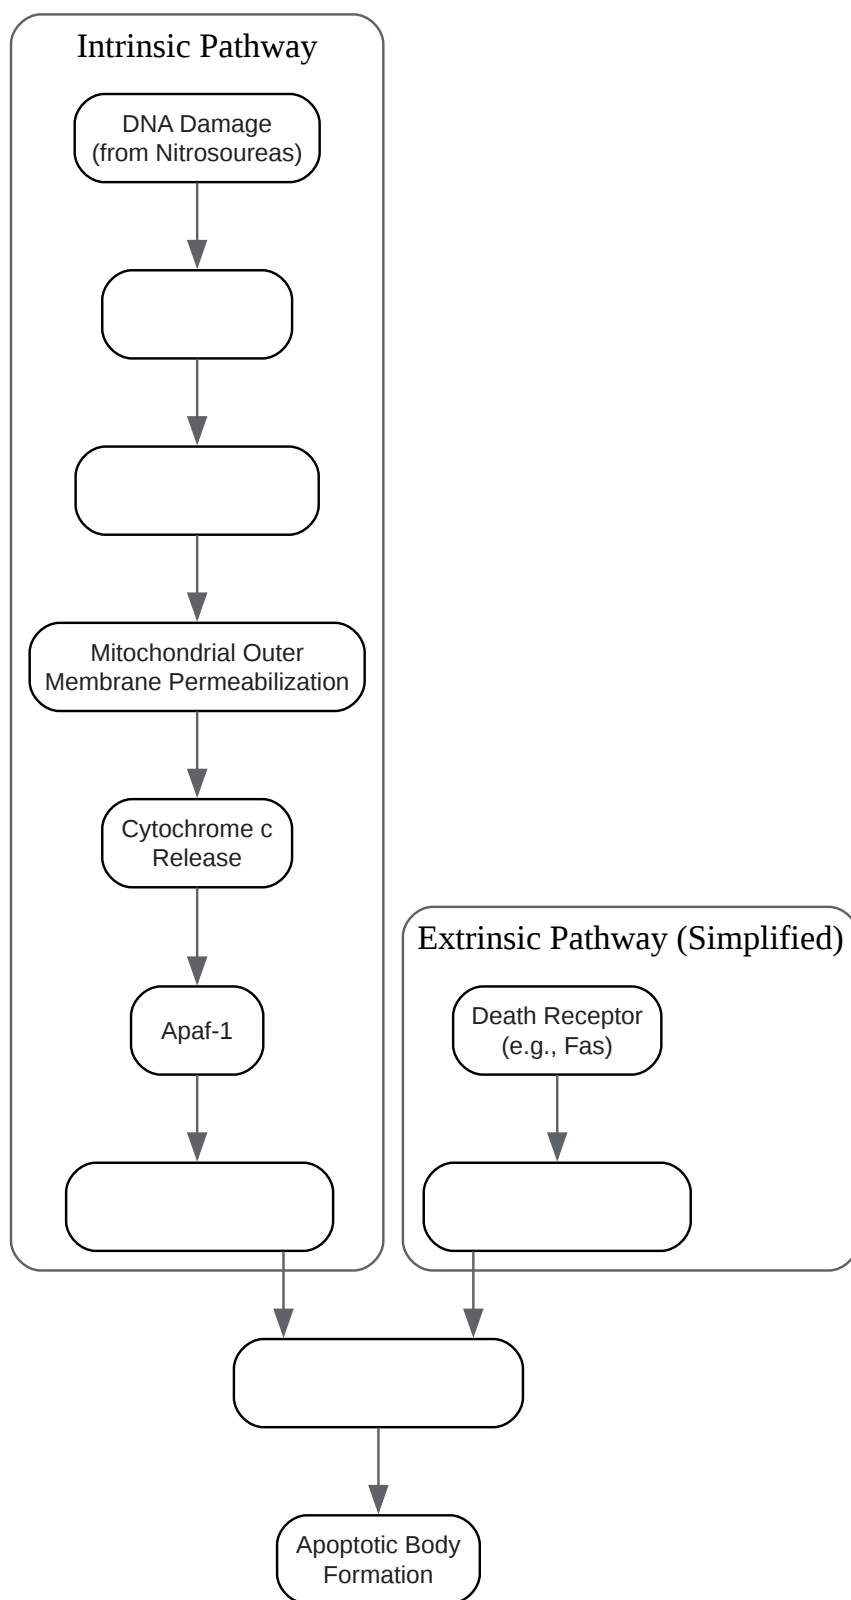 Intrinsic Pathway
DNA Damage
(from Nitrosoureas)
Mitochondrial Outer
Membrane Permeabilization
Cytochrome c
Release
Apaf-1
Extrinsic Pathway (Simplified)
Death Receptor
(e.g., Fas)
Apoptotic Body
Formation